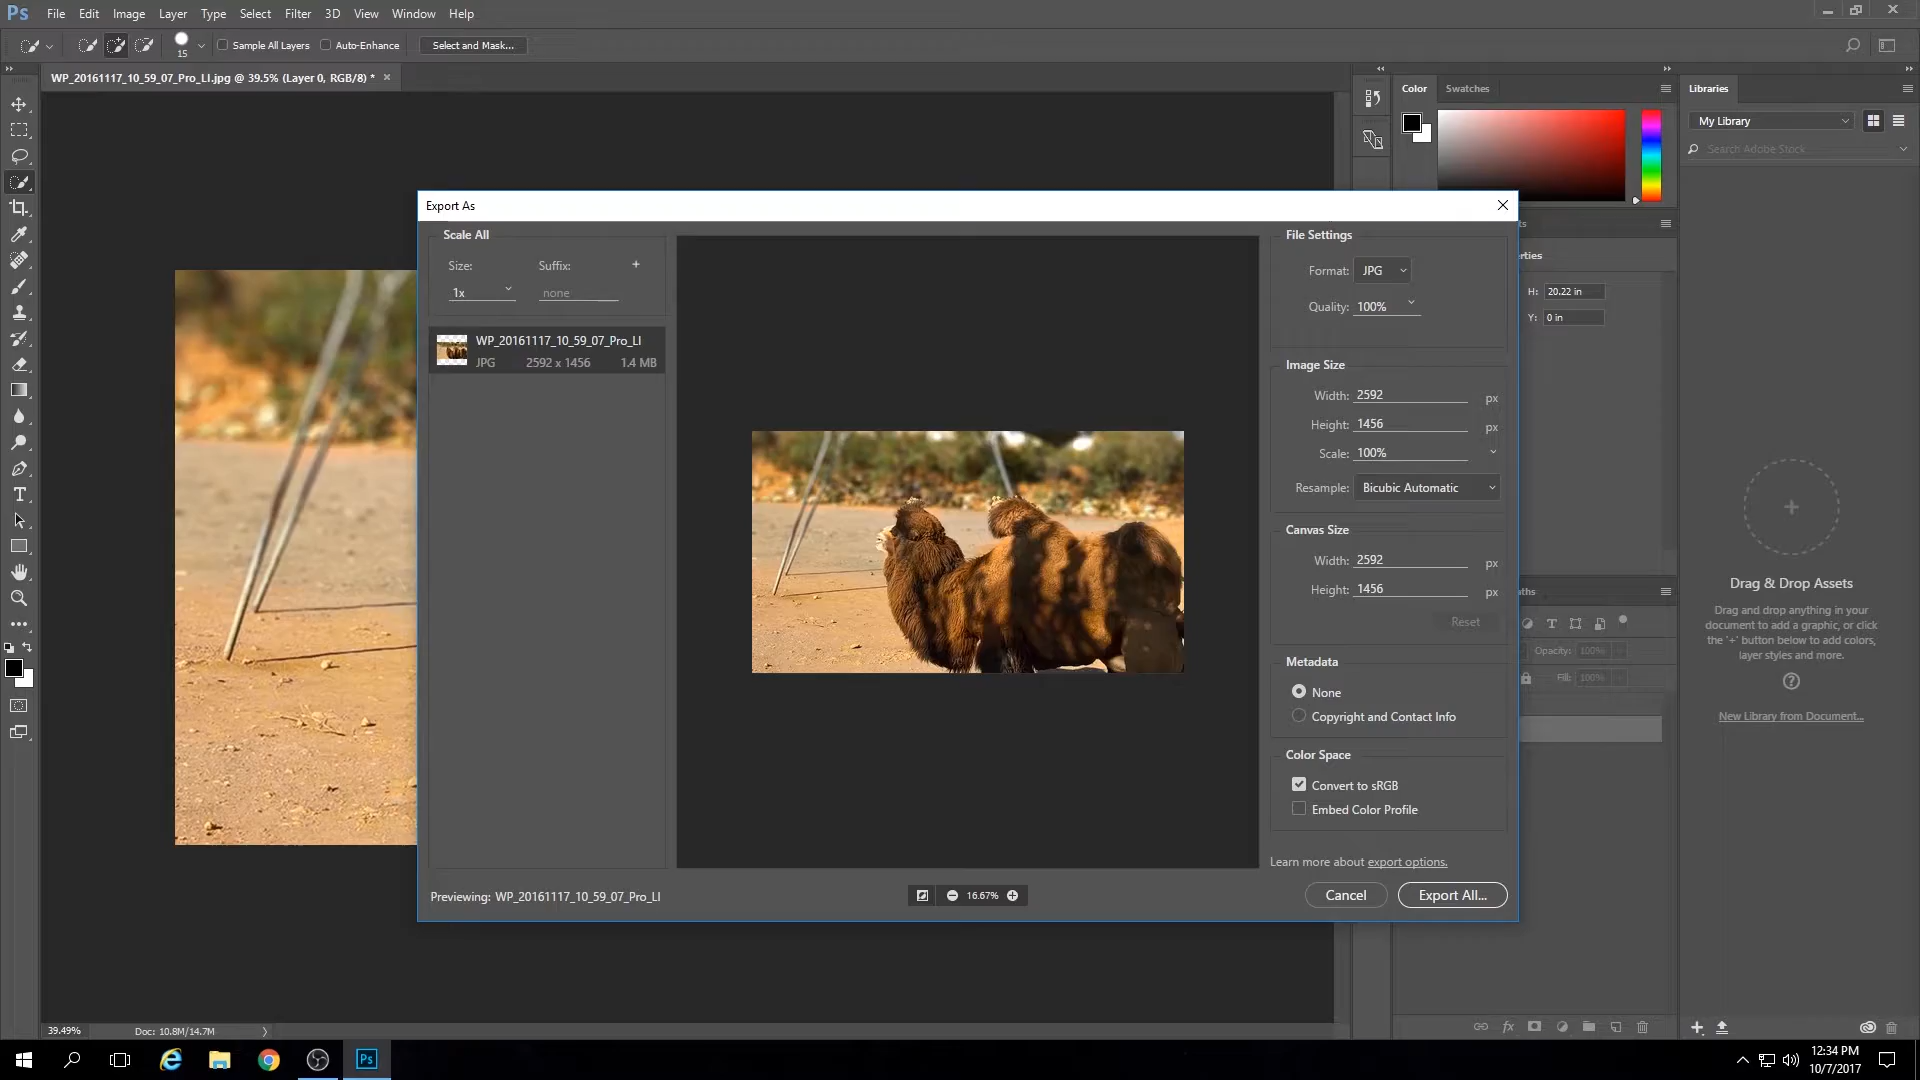 Ps File Edit Image Layer Type Select Filter 3D View Window Help
15 Sample All Layers Auto-Enhance Select and Mask...
WP_20161117_10_59_07_Pro_LI.jpg @ 39.5% (Layer 0, RGB/8) *
Color Swatches
Libraries
My Library
Search Adobe Stock
Export As
Scale All
Size: Suffix:
1x none
WP_20161117_10_59_07_Pro_LI
JPG 2592 x 1456 1.4 MB
File Settings
Format: JPG
Quality: 100%
Image Size
Width: 2592 px
Height: 1456 px
Scale: 100%
Resample: Bicubic Automatic
Canvas Size
Width: 2592 px
Height: 1456 px
Reset
Metadata
None
Copyright and Contact Info
Color Space
Convert to sRGB
Embed Color Profile
Learn more about export options.
Previewing: WP_20161117_10_59_07_Pro_LI
16.67%
Cancel Export All...
ts
rties
H: 20.22 in
Y: 0 in
aths
Opacity: 100%
Fill: 100%
Drag & Drop Assets
Drag and drop anything in your
document to add a graphic, or click
the '+' button below to add colors,
layer styles and more.
New Library from Document...
39.49% Doc: 10.8M/14.7M
fx
Ps
12:34 PM
10/7/2017